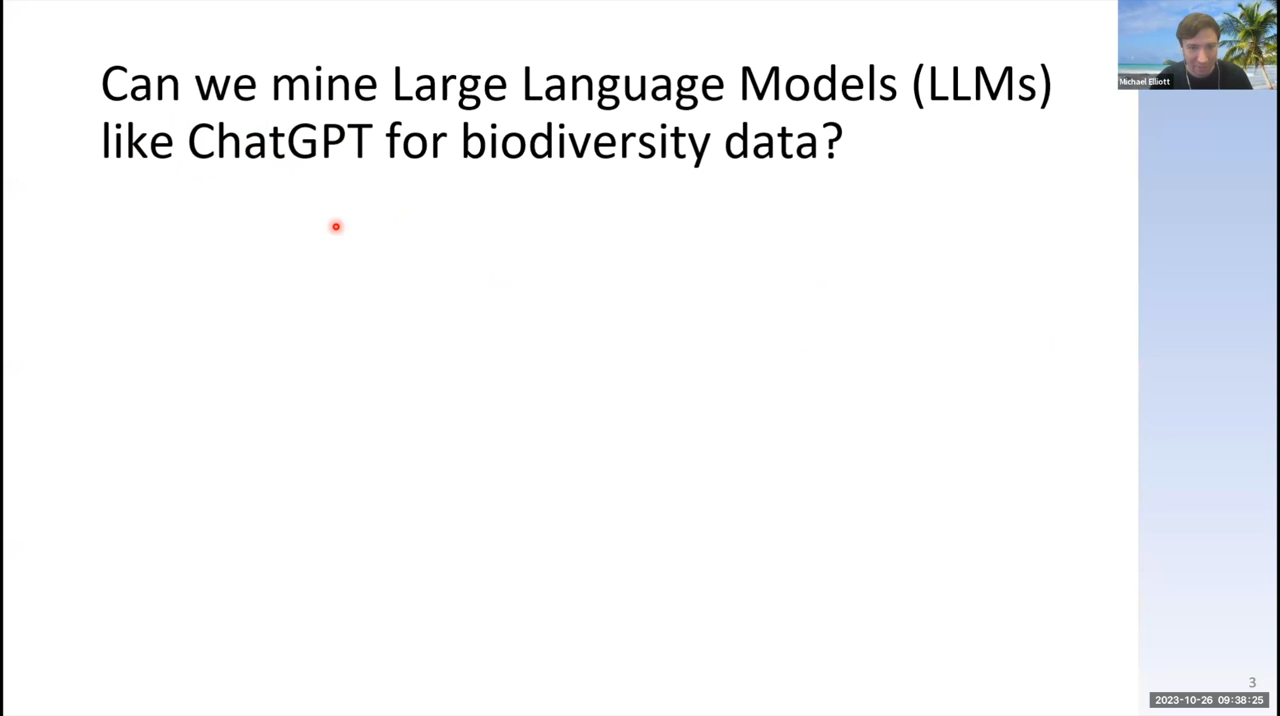 Can we mine Large Language Models (LLMs)
like ChatGPT for biodiversity data?
Michael Elliott
3
2023-10-26 09:38:25